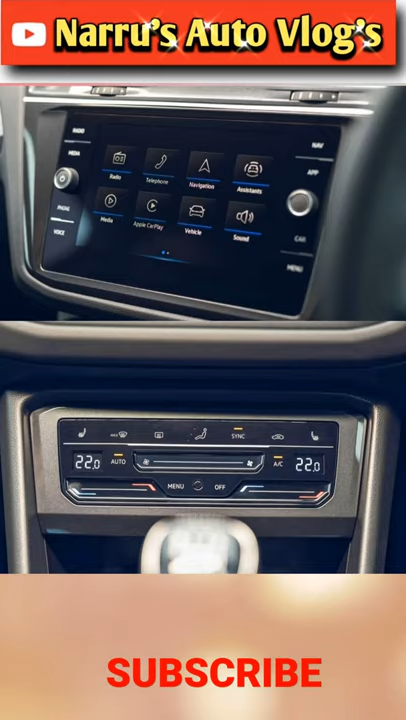 Narru's Auto Vlog's
RADIO
MEDIA
PHONE
VOICE
NAV
APP
CAR
MENU
Radio
Telephone
Navigation
Assistants
Media
Apple CarPlay
Vehicle
Sound
MAX
SYNC
22.0
AUTO
A/C
22.0
MENU
OFF
SUBSCRIBE